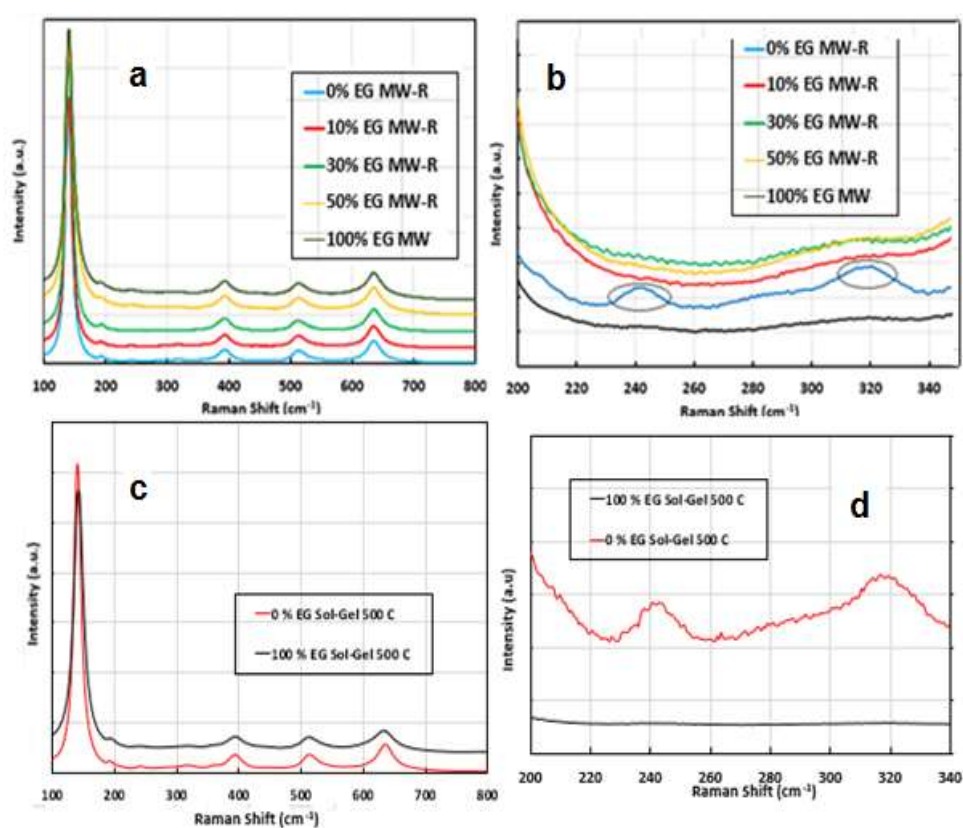 a
0% EG MW-R
10% EG MW-R
30% EG MW-R
50% EG MW-R
100% EG MW
Intensity (a.u.)
100 200 300 400 500 600 700 800
Raman Shift (cm-1)
b
0% EG MW-R
10% EG MW-R
30% EG MW-R
50% EG MW-R
100% EG MW
Intensity (a.u.)
200 220 240 260 280 300 320 340
Raman Shift (cm-1)
c
0 % EG Sol-Gel 500 C
100 % EG Sol-Gel 500 C
Intensity (a.u.)
100 200 300 400 500 600 700 800
Raman Shift (cm-1)
d
100 % EG Sol-Gel 500 C
0 % EG Sol-Gel 500 C
Intensity (a.u)
200 220 240 260 280 300 320 340
Raman Shift (cm-1)